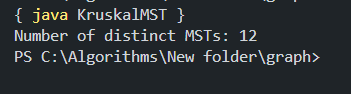 { java KruskalMST }
Number of distinct MSTs: 12
PS C:\Algorithms\New folder\graph>